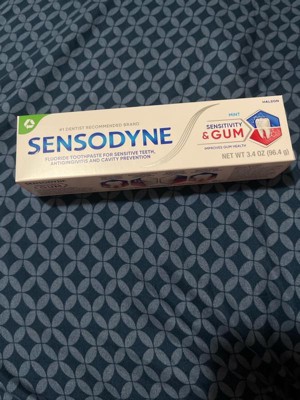 HALEON
#1 DENTIST RECOMMENDED BRAND
SENSODYNE
FLUORIDE TOOTHPASTE FOR SENSITIVE TEETH,
ANTIGINGIVITIS AND CAVITY PREVENTION
MINT
SENSITIVITY
& GUM
IMPROVES GUM HEALTH
NET WT 3.4 OZ (96.4 g)